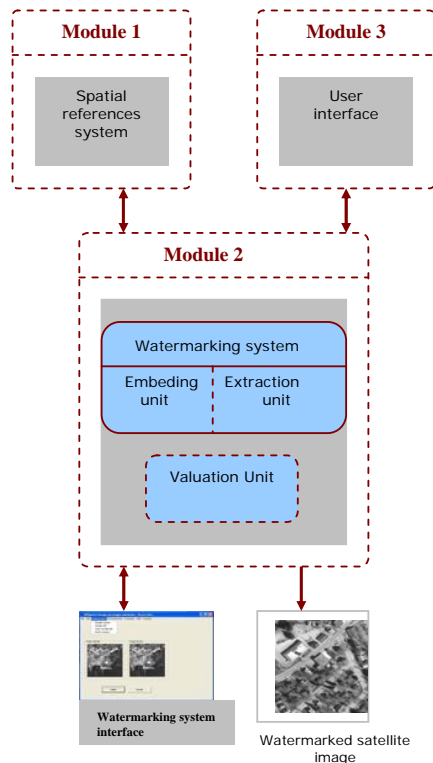 Module 1
Spatial
references
system
Module 3
User
interface
Module 2
Watermarking system
Embeding
unit
Extraction
unit
Valuation Unit
Watermarking system
interface
Watermarked satellite
image